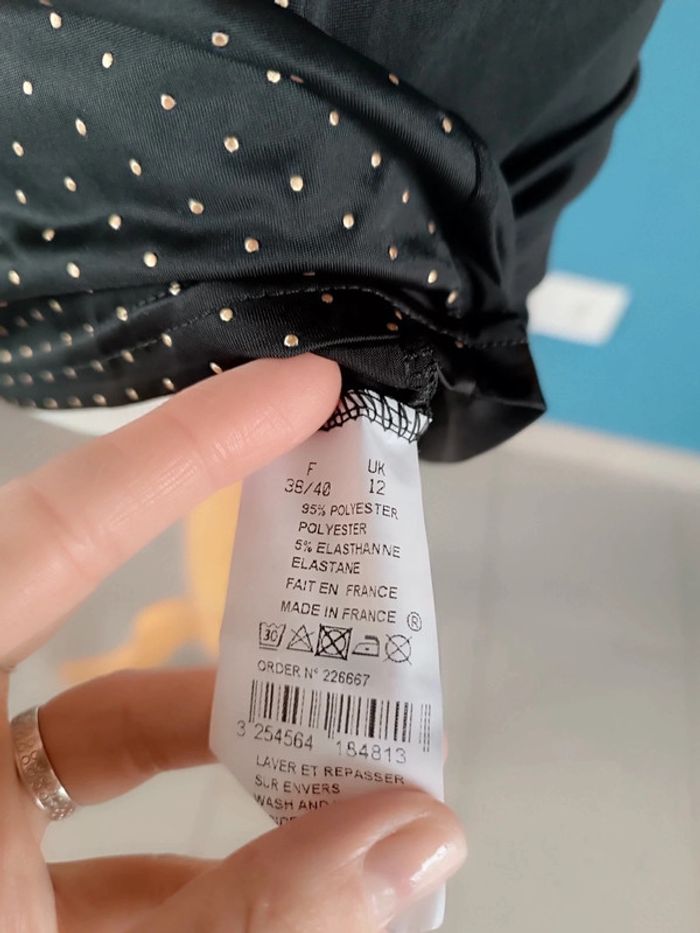 F UK
38/40 12
95% POLYESTER
POLYESTER
5% ELASTHANNE
ELASTANE
FAIT EN FRANCE
MADE IN FRANCE ®
30
ORDER N° 226667
3 254564 184813
LAVER ET REPASSER
SUR ENVERS
WASH AND